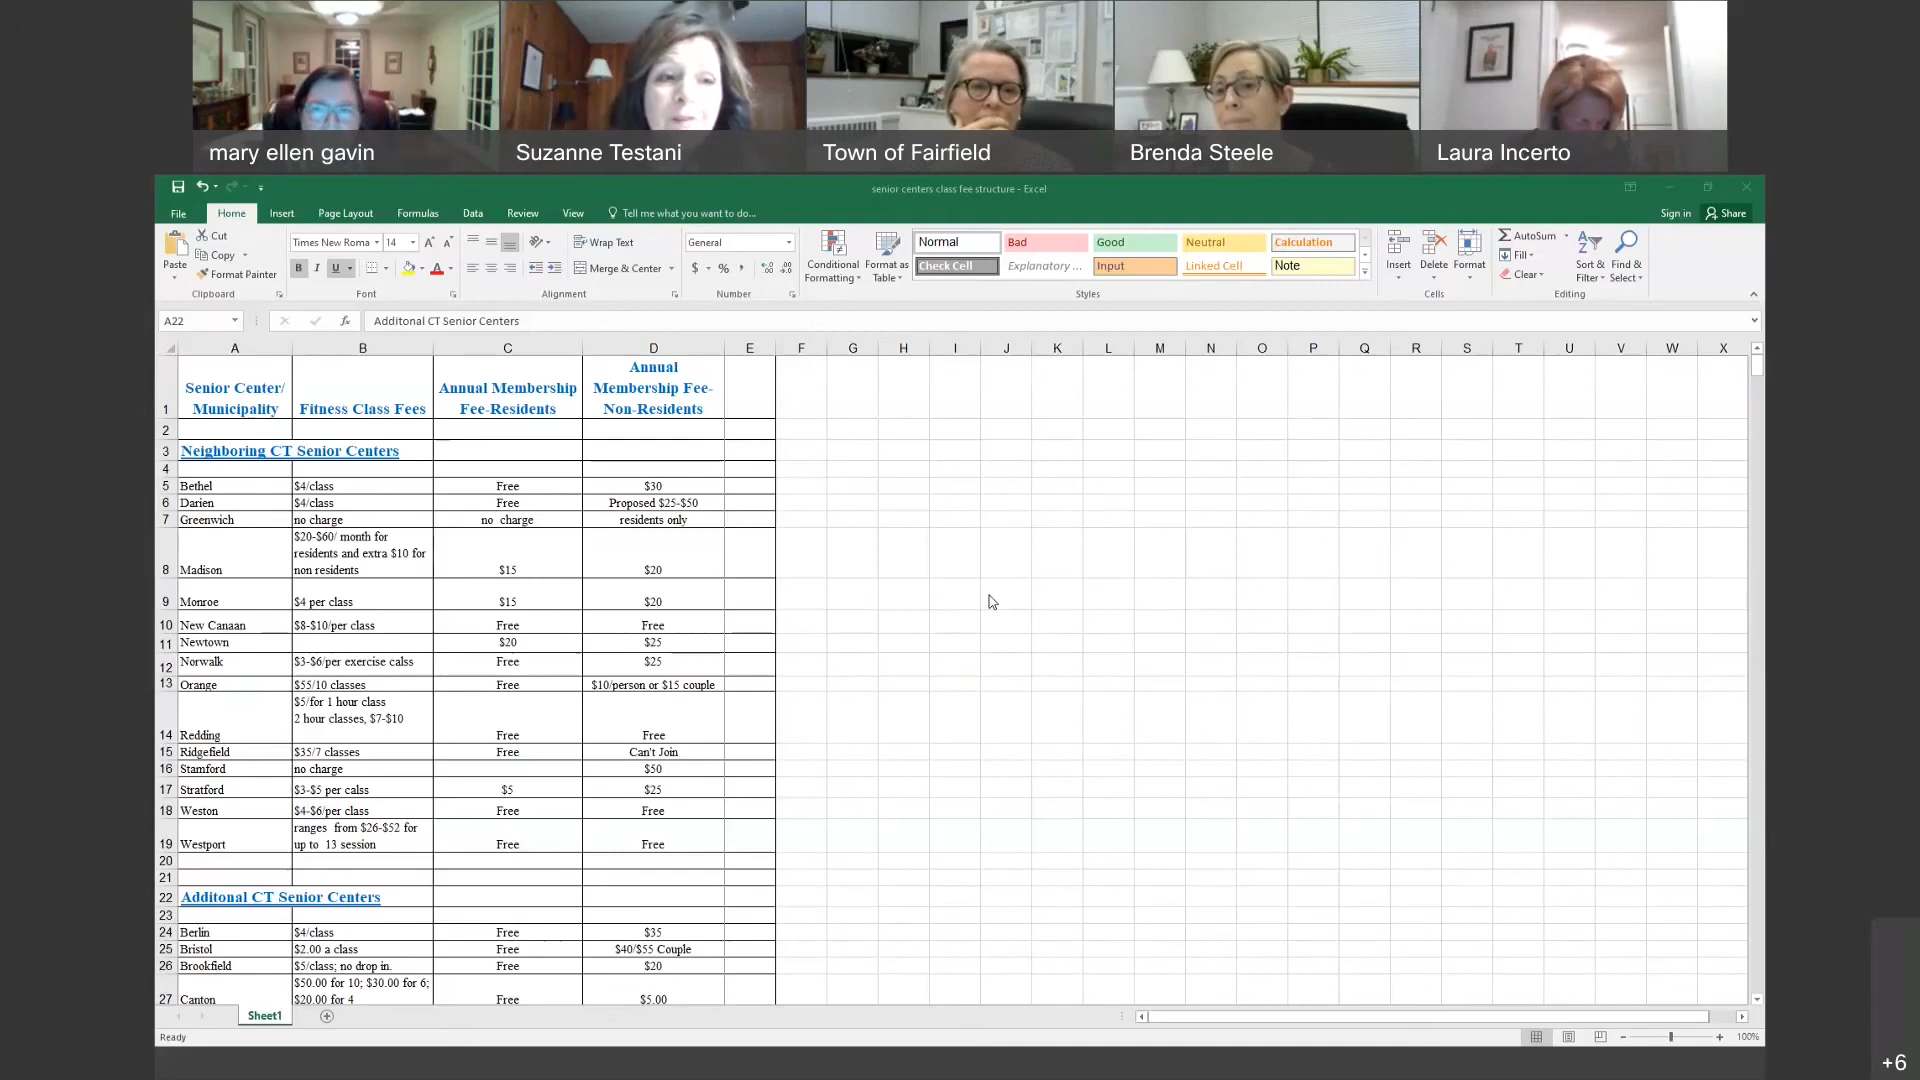 mary ellen gavin
Suzanne Testani
Town of Fairfield
Brenda Steele
Laura Incerto
senior centers class fee structure - Excel
File Home Insert Page Layout Formulas Data Review View Tell me what you want to do... Sign in Share
Paste Cut Copy Format Painter Clipboard
Times New Roma 14 B I U A Font
Wrap Text Merge & Center Alignment
General $ % , Number
Conditional Formatting Format as Table
Normal Bad Good Neutral Calculation
Check Cell Explanatory ... Input Linked Cell Note
Styles
Insert Delete Format Cells
AutoSum Fill Clear Sort & Filter Find & Select Editing
A22 fx Additonal CT Senior Centers
A B C D E F G H I J K L M N O P Q R S T U V W X
1 Senior Center/ Municipality Fitness Class Fees Annual Membership Fee-Residents Annual Membership Fee- Non-Residents
2
3 Neighboring CT Senior Centers
4
5 Bethel $4/class Free $30
6 Darien $4/class Free Proposed $25-$50
7 Greenwich no charge no charge residents only
8 Madison $20-$60/ month for residents and extra $10 for non residents $15 $20
9 Monroe $4 per class $15 $20
10 New Canaan $8-$10/per class Free Free
11 Newtown $20 $25
12 Norwalk $3-$6/per exercise calss Free $25
13 Orange $55/10 classes Free $10/person or $15 couple
14 Redding $5/for 1 hour class 2 hour classes, $7-$10 Free Free
15 Ridgefield $35/7 classes Free Can't Join
16 Stamford no charge $50
17 Stratford $3-$5 per calss $5 $25
18 Weston $4-$6/per class Free Free
19 Westport ranges from $26-$52 for up to 13 session Free Free
20
21
22 Additonal CT Senior Centers
23
24 Berlin $4/class Free $35
25 Bristol $2.00 a class Free $40/$55 Couple
26 Brookfield $5/class; no drop in. Free $20
27 Canton $50.00 for 10; $30.00 for 6; $20.00 for 4 Free $5.00
Sheet1
Ready 100%
+6